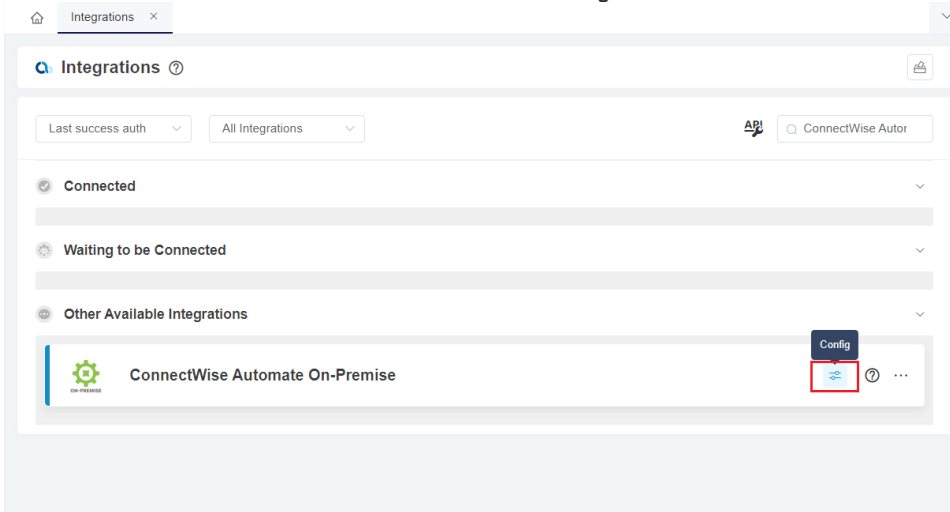 Integrations ×
Integrations
Last success auth
All Integrations
API
ConnectWise Autor
Connected
Waiting to be Connected
Other Available Integrations
Config
ON-PREMISE
ConnectWise Automate On-Premise